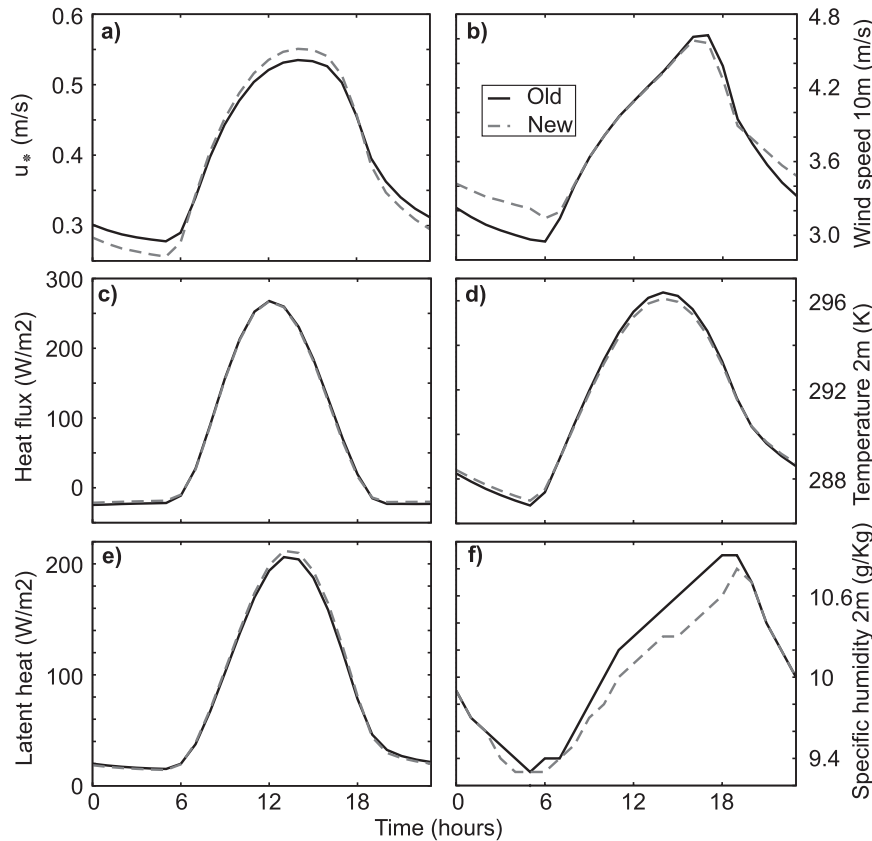 a)
0.6
0.5
0.4
0.3
u* (m/s)
b)
Old
New
4.8
4.2
3.6
3.0
Wind speed 10m (m/s)
c)
300
200
100
0
Heat flux (W/m2)
d)
296
292
288
Temperature 2m (K)
e)
200
100
0
Latent heat (W/m2)
0 6 12 18
f)
10.6
10
9.4
Specific humidity 2m (g/Kg)
0 6 12 18
Time (hours)